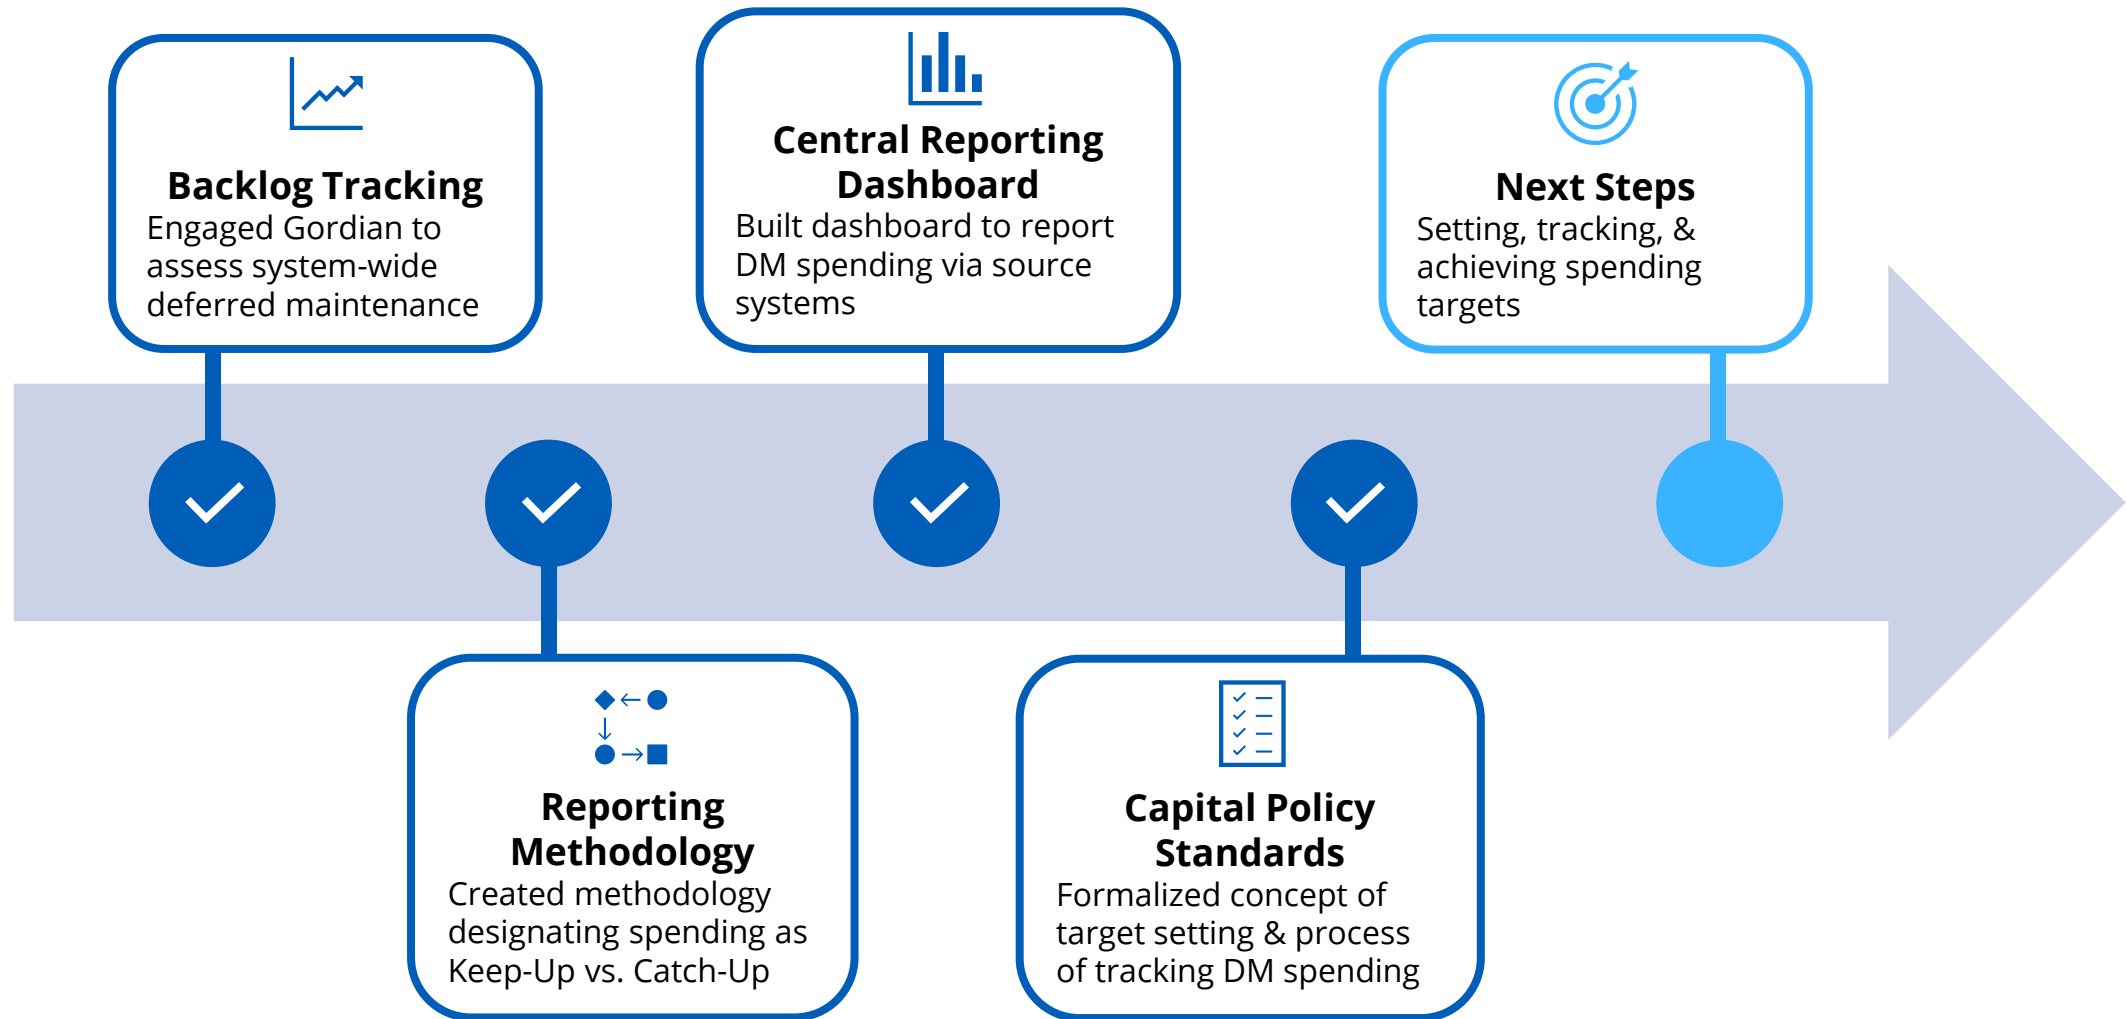 Backlog Tracking
Engaged Gordian to
assess system-wide
deferred maintenance
Central Reporting
Dashboard
Built dashboard to report
DM spending via source
systems
Next Steps
Setting, tracking, &
achieving spending
targets
Reporting
Methodology
Created methodology
designating spending as
Keep-Up vs. Catch-Up
Capital Policy
Standards
Formalized concept of
target setting & process
of tracking DM spending